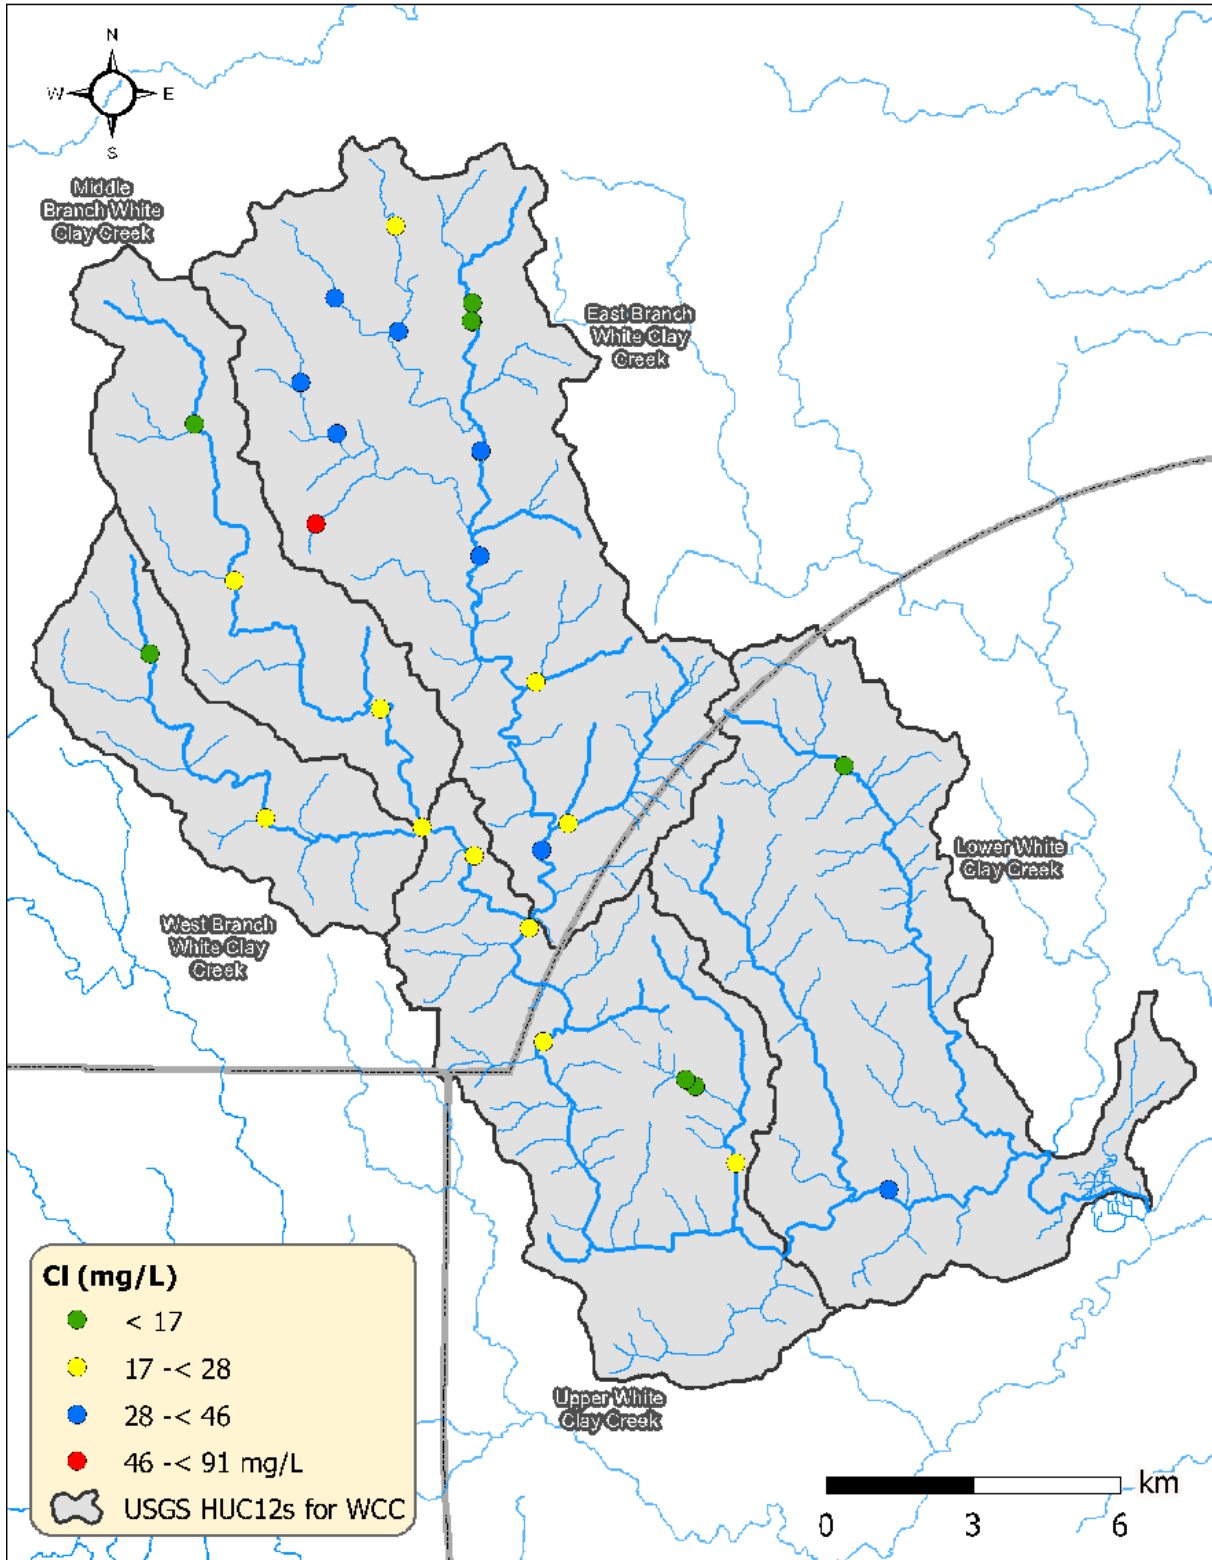 N
W
E
S
Middle
Branch White
Clay Creek
East Branch
White Clay
Creek
Lower White
Clay Creek
West Branch
White Clay
Creek
Upper White
Clay Creek
Cl (mg/L)
< 17
17 -< 28
28 -< 46
46 -< 91 mg/L
USGS HUC12s for WCC
km
0 3 6